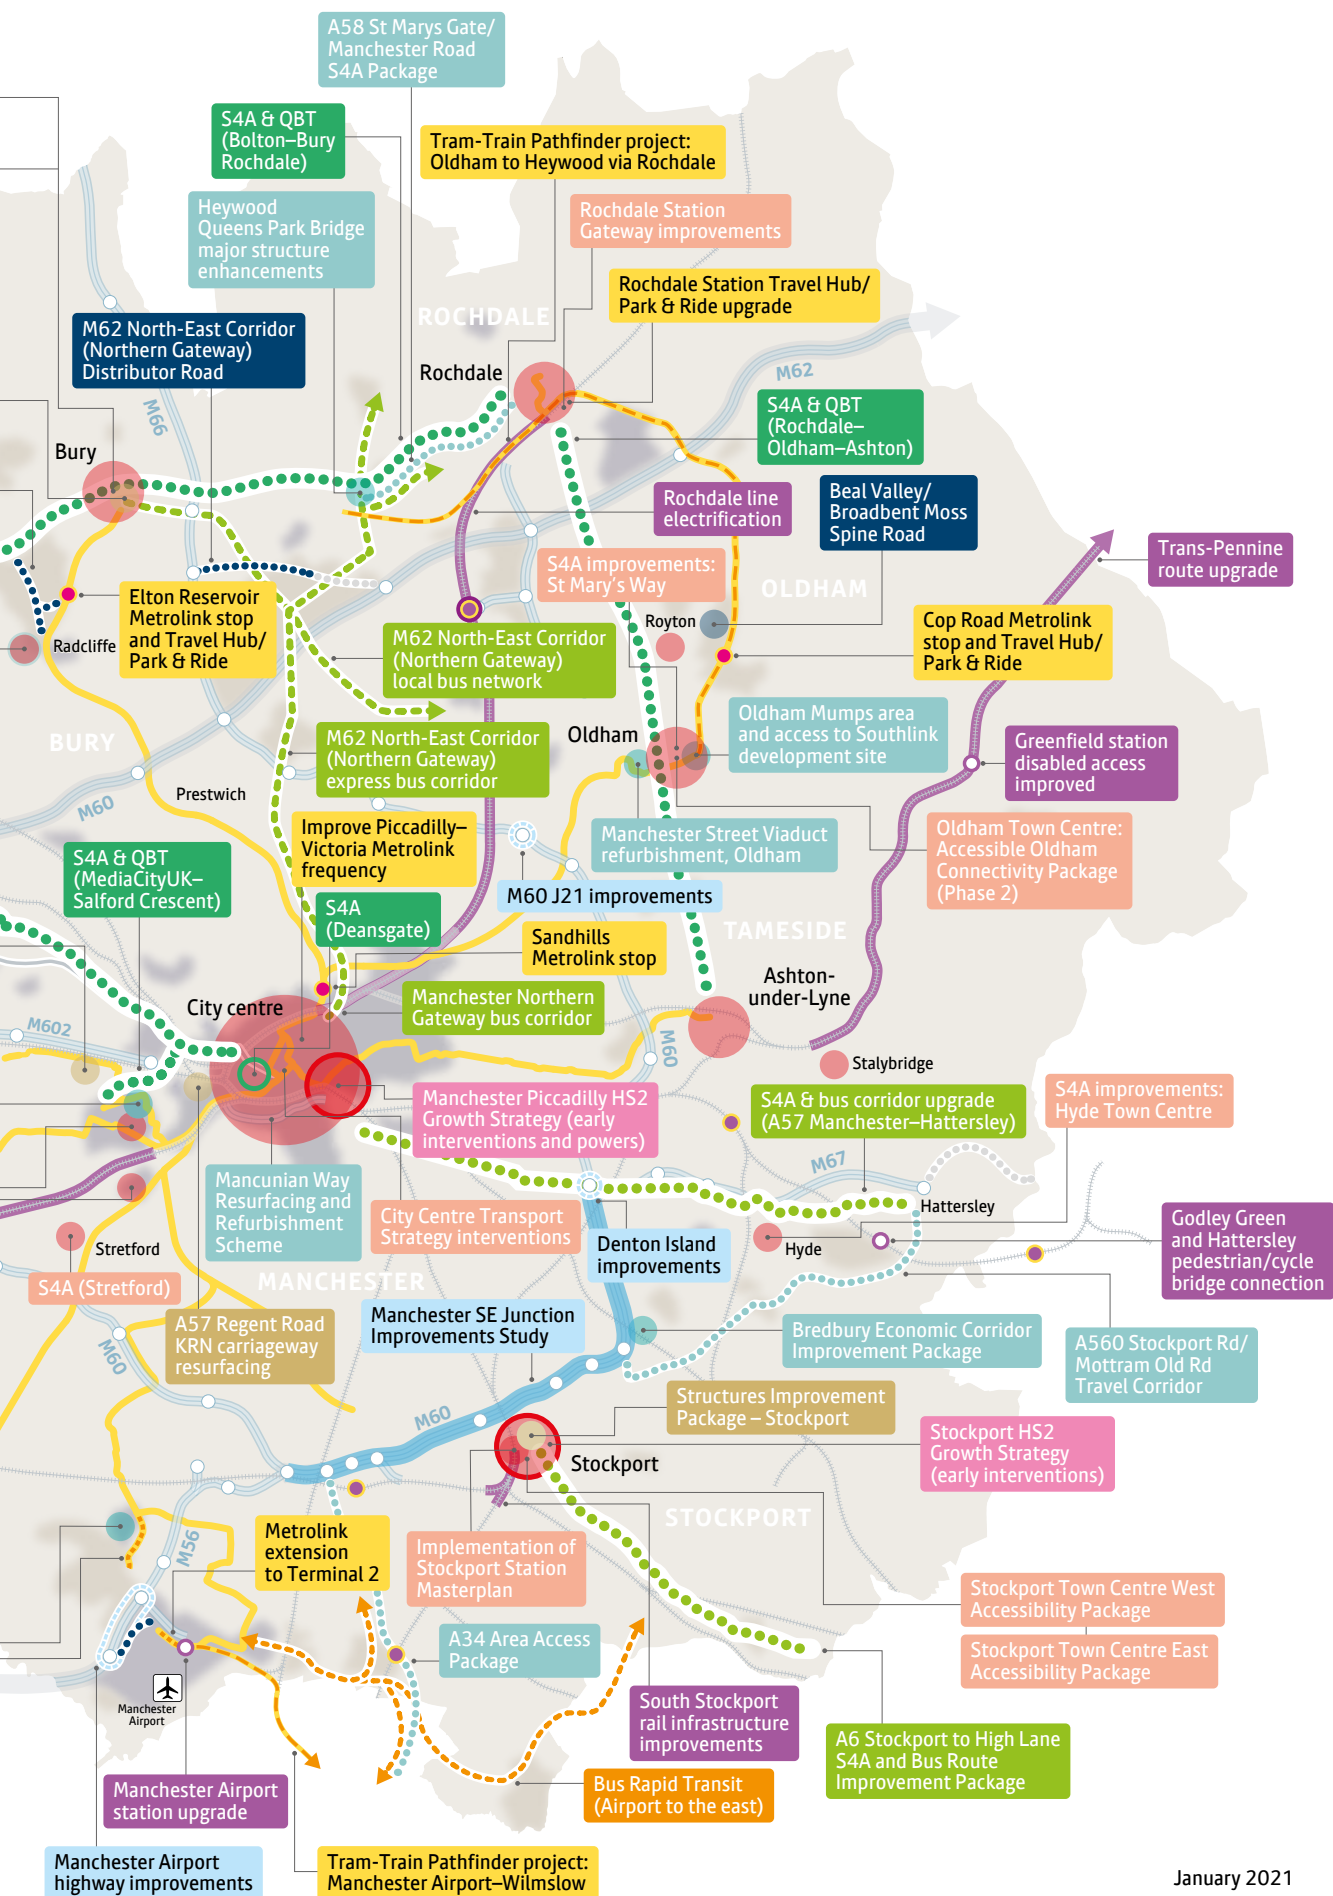 A58 St Marys Gate/
Manchester Road
S4A Package
S4A & QBT
(Bolton–Bury
Rochdale)
Tram-Train Pathfinder project:
Oldham to Heywood via Rochdale
Heywood
Queens Park Bridge
major structure
enhancements
Rochdale Station
Gateway improvements
Rochdale Station Travel Hub/
Park & Ride upgrade
ROCHDALE
M62 North-East Corridor
(Northern Gateway)
Distributor Road
Rochdale
M62
M66
S4A & QBT
(Rochdale–
Oldham–Ashton)
Bury
Rochdale line
electrification
Beal Valley/
Broadbent Moss
Spine Road
Trans-Pennine
route upgrade
S4A improvements:
St Mary's Way
OLDHAM
Elton Reservoir
Metrolink stop
and Travel Hub/
Park & Ride
Radcliffe
Royton
Cop Road Metrolink
stop and Travel Hub/
Park & Ride
M62 North-East Corridor
(Northern Gateway)
local bus network
BURY
M62 North-East Corridor
(Northern Gateway)
express bus corridor
Oldham
Oldham Mumps area
and access to Southlink
development site
Greenfield station
disabled access
improved
Prestwich
M60
Improve Piccadilly–
Victoria Metrolink
frequency
Manchester Street Viaduct
refurbishment, Oldham
Oldham Town Centre:
Accessible Oldham
Connectivity Package
(Phase 2)
S4A & QBT
(MediaCityUK–
Salford Crescent)
M60 J21 improvements
S4A
(Deansgate)
TAMESIDE
Sandhills
Metrolink stop
Ashton-
under-Lyne
City centre
Manchester Northern
Gateway bus corridor
M602
M60
Stalybridge
Manchester Piccadilly HS2
Growth Strategy (early
interventions and powers)
S4A & bus corridor upgrade
(A57 Manchester–Hattersley)
S4A improvements:
Hyde Town Centre
M67
Mancunian Way
Resurfacing and
Refurbishment
Scheme
City Centre Transport
Strategy interventions
Hattersley
Denton Island
improvements
Hyde
Godley Green
and Hattersley
pedestrian/cycle
bridge connection
Stretford
S4A (Stretford)
MANCHESTER
A57 Regent Road
KRN carriageway
resurfacing
Manchester SE Junction
Improvements Study
Bredbury Economic Corridor
Improvement Package
A560 Stockport Rd/
Mottram Old Rd
Travel Corridor
M60
Structures Improvement
Package – Stockport
M60
Stockport HS2
Growth Strategy
(early interventions)
Stockport
STOCKPORT
Metrolink
extension
to Terminal 2
M56
Implementation of
Stockport Station
Masterplan
Stockport Town Centre West
Accessibility Package
Stockport Town Centre East
Accessibility Package
A34 Area Access
Package
Manchester
Airport
South Stockport
rail infrastructure
improvements
A6 Stockport to High Lane
S4A and Bus Route
Improvement Package
Manchester Airport
station upgrade
Bus Rapid Transit
(Airport to the east)
Manchester Airport
highway improvements
Tram-Train Pathfinder project:
Manchester Airport–Wilmslow
January 2021